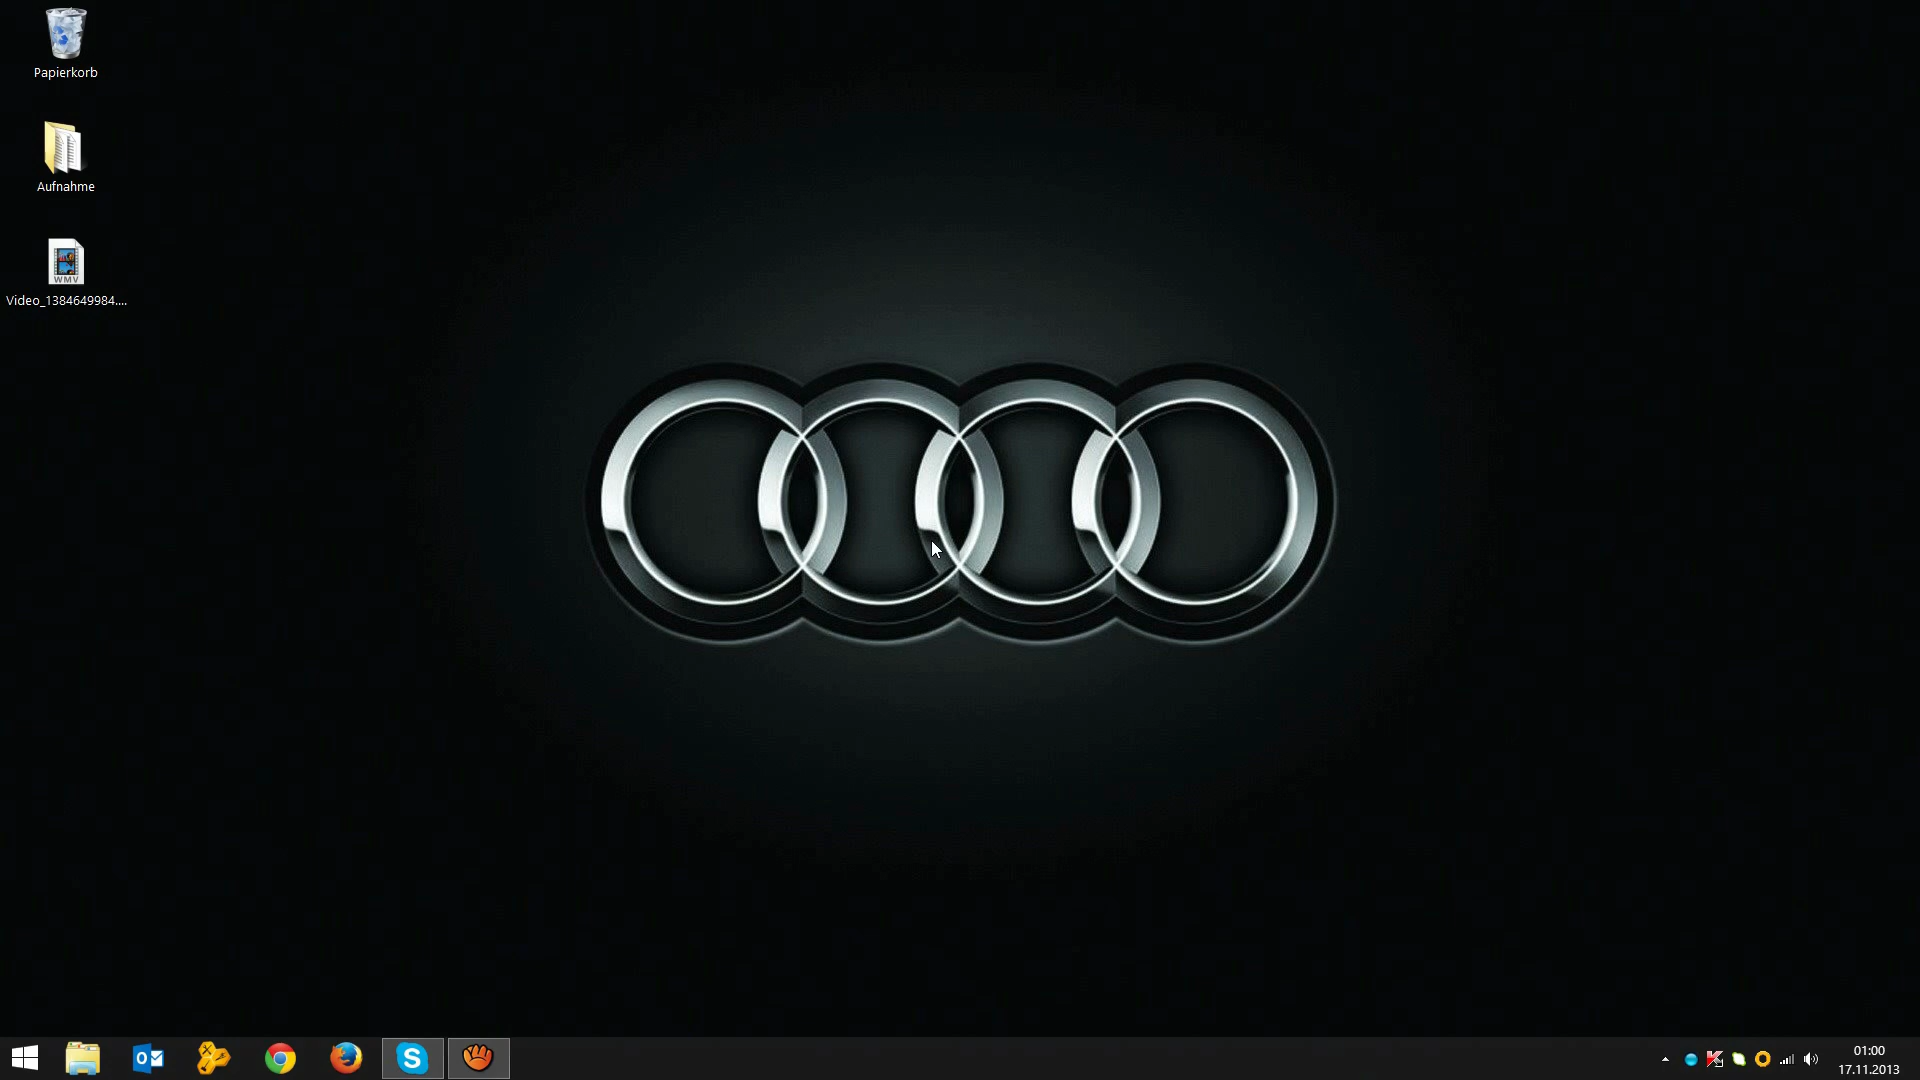 Papierkorb
Aufnahme
WMV
Video_1384649984....
01:00
17.11.2013